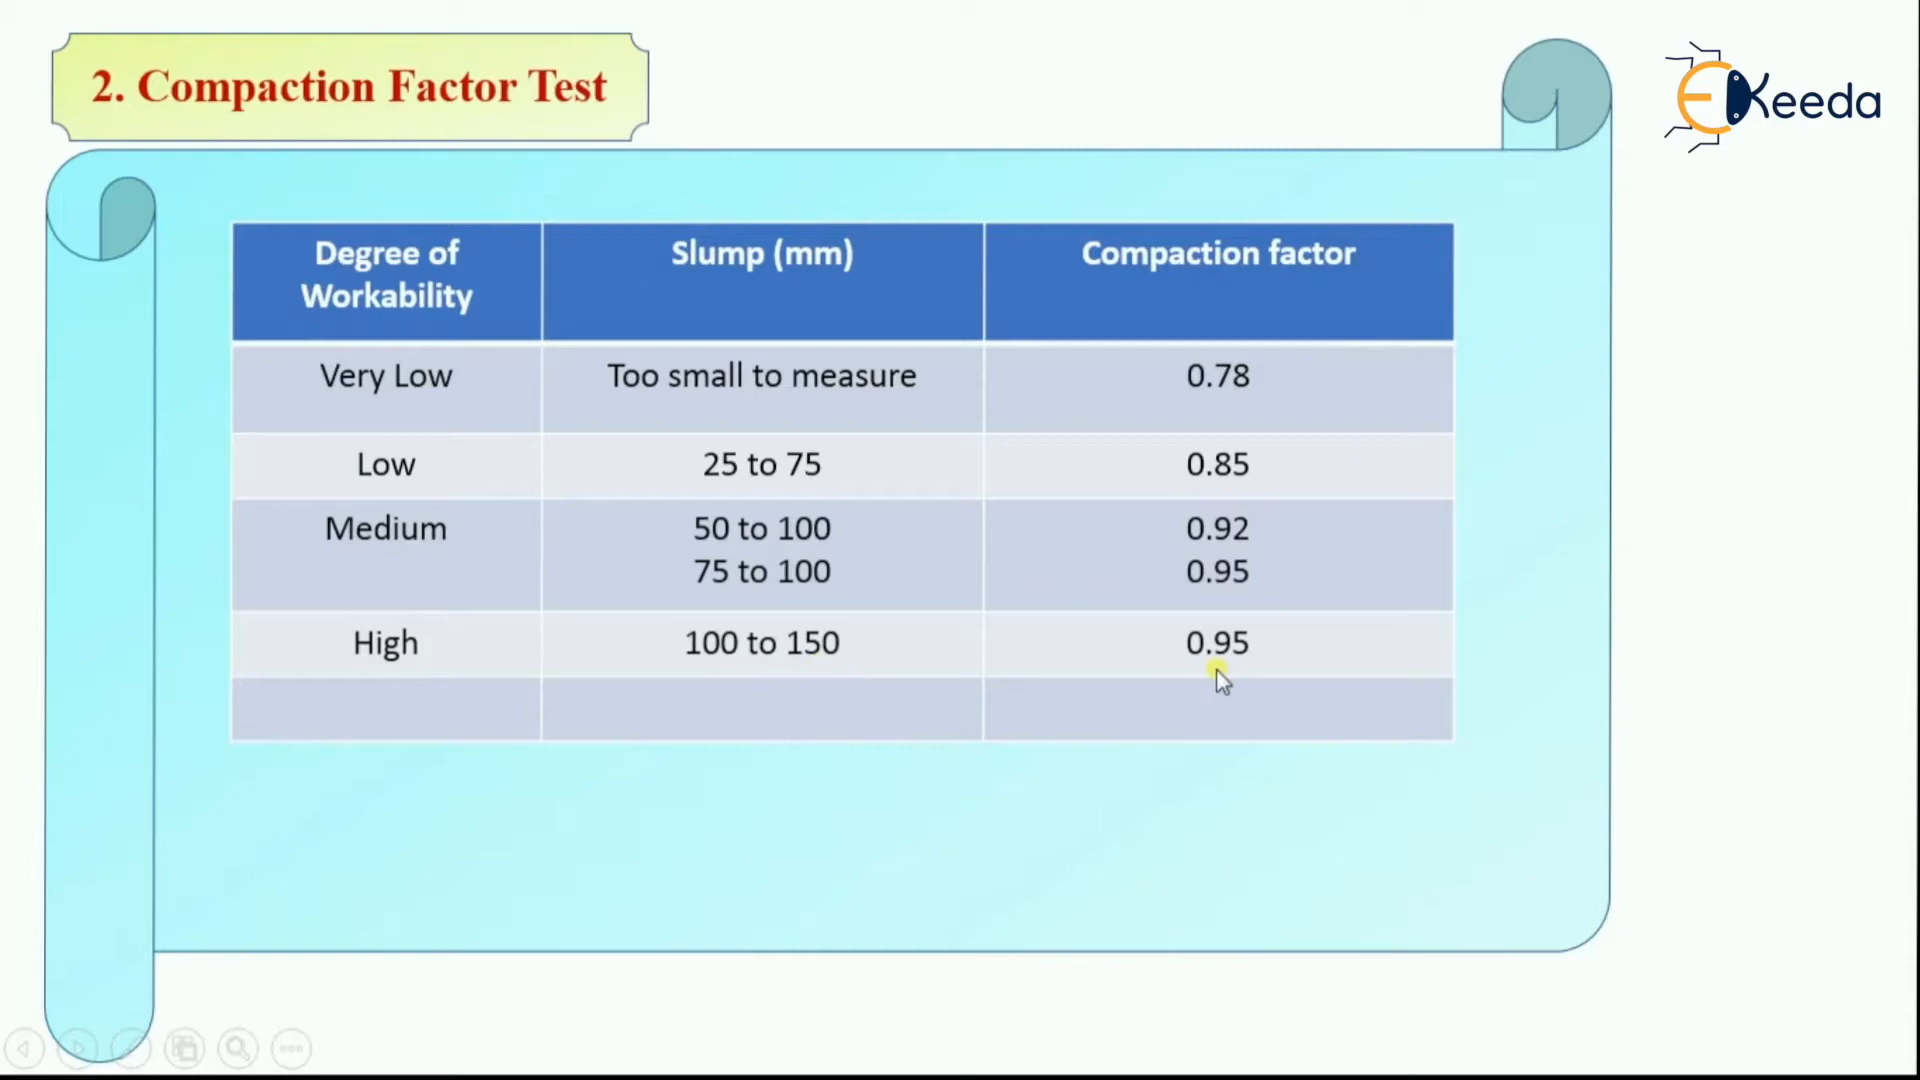 2. Compaction Factor Test
EKeeda
Degree of Workability	Slump (mm)	Compaction factor
Very Low	Too small to measure	0.78
Low	25 to 75	0.85
Medium	50 to 100	0.92
75 to 100	0.95
High	100 to 150	0.95